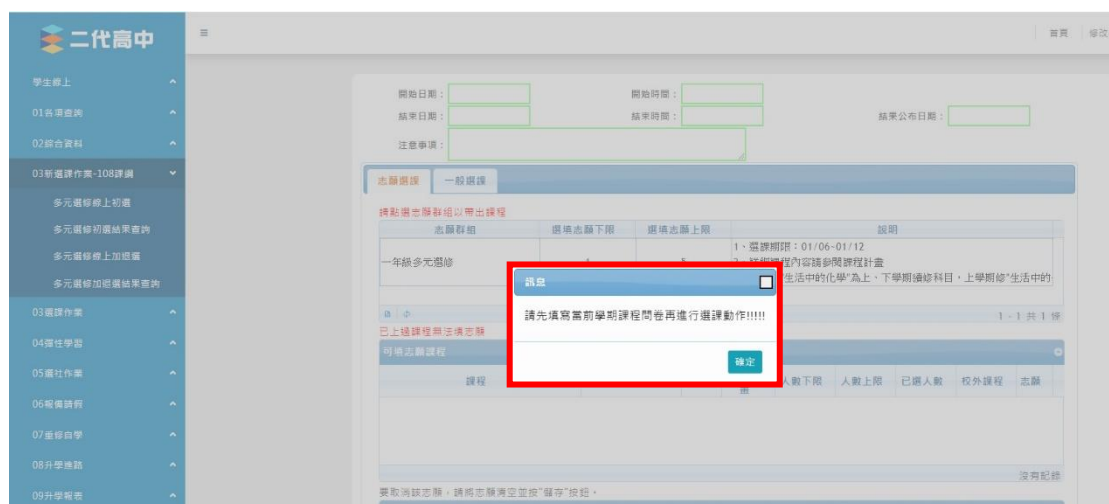 二代高中
首頁
修改
學生線上
01各項查詢
02綜合資料
03新選課作業-108課綱
多元選修線上初選
多元選修初選結果查詢
多元選修線上加退選
多元選修加退選結果查詢
03選課作業
04彈性學習
05選社作業
06報備請假
07重修自學
08升學進路
09升學報表
開始日期：
開始時間：
結束日期：
結束時間：
結果公布日期：
注意事項：
志願選課
一般選課
請點選志願群組以帶出課程
志願群組
選填志願下限
選填志願上限
說明
一年級多元選修
1、選課期限：01/06-01/12
生活中的化學"為上、下學期續修科目，上學期修"生活中的
訊息
請先填寫當前學期課程問卷再進行選課動作!!!!!
確定
1 - 1 共 1 條
已上過課程無法填志願
可填志願課程
課程
人數下限
人數上限
已選人數
校外課程
志願
沒有記錄
要取消該志願，請將志願清空並按"儲存"按鈕。